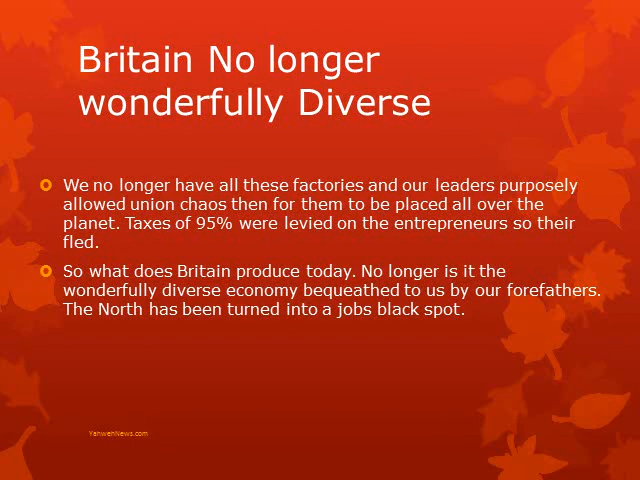 Britain No longer
wonderfully Diverse
We no longer have all these factories and our leaders purposely
allowed union chaos then for them to be placed all over the
planet. Taxes of 95% were levied on the entrepreneurs so their
fled.
So what does Britain produce today. No longer is it the
wonderfully diverse economy bequeathed to us by our forefathers.
The North has been turned into a jobs black spot.
YahwehNews.com